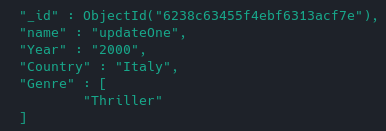 "_id" : ObjectId("6238c63455f4ebf6313acf7e"),
"name" : "updateOne",
"Year" : "2000",
"Country" : "Italy",
"Genre" : [
"Thriller"
]